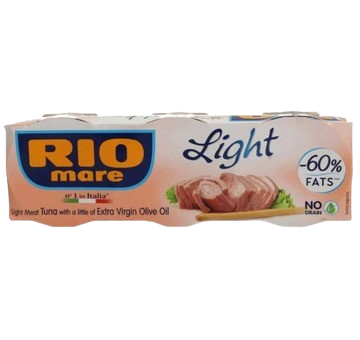 RIO
mare
n°1 in Italia*
Light Meat Tuna with a little of Extra Virgin Olive Oil
Light
-60%
FATS**
NO
DRAIN